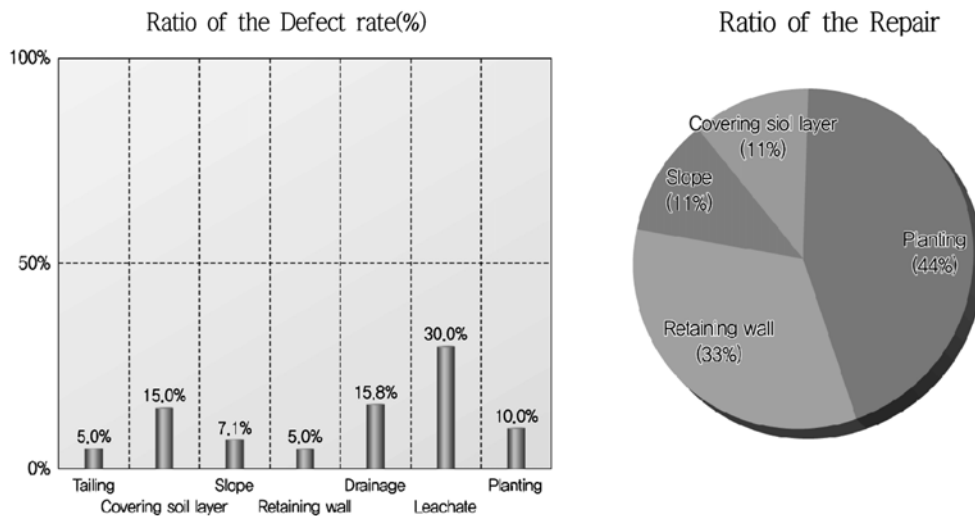 Ratio of the Defect rate(%)
100%
50%
0%
5.0%
15.0%
7.1%
5.0%
15.8%
30.0%
10.0%
Tailing
Covering soil layer
Slope
Retaining wall
Drainage
Leachate
Planting
Ratio of the Repair
Covering siol layer
(11%)
Slope
(11%)
Planting
(44%)
Retaining wall
(33%)